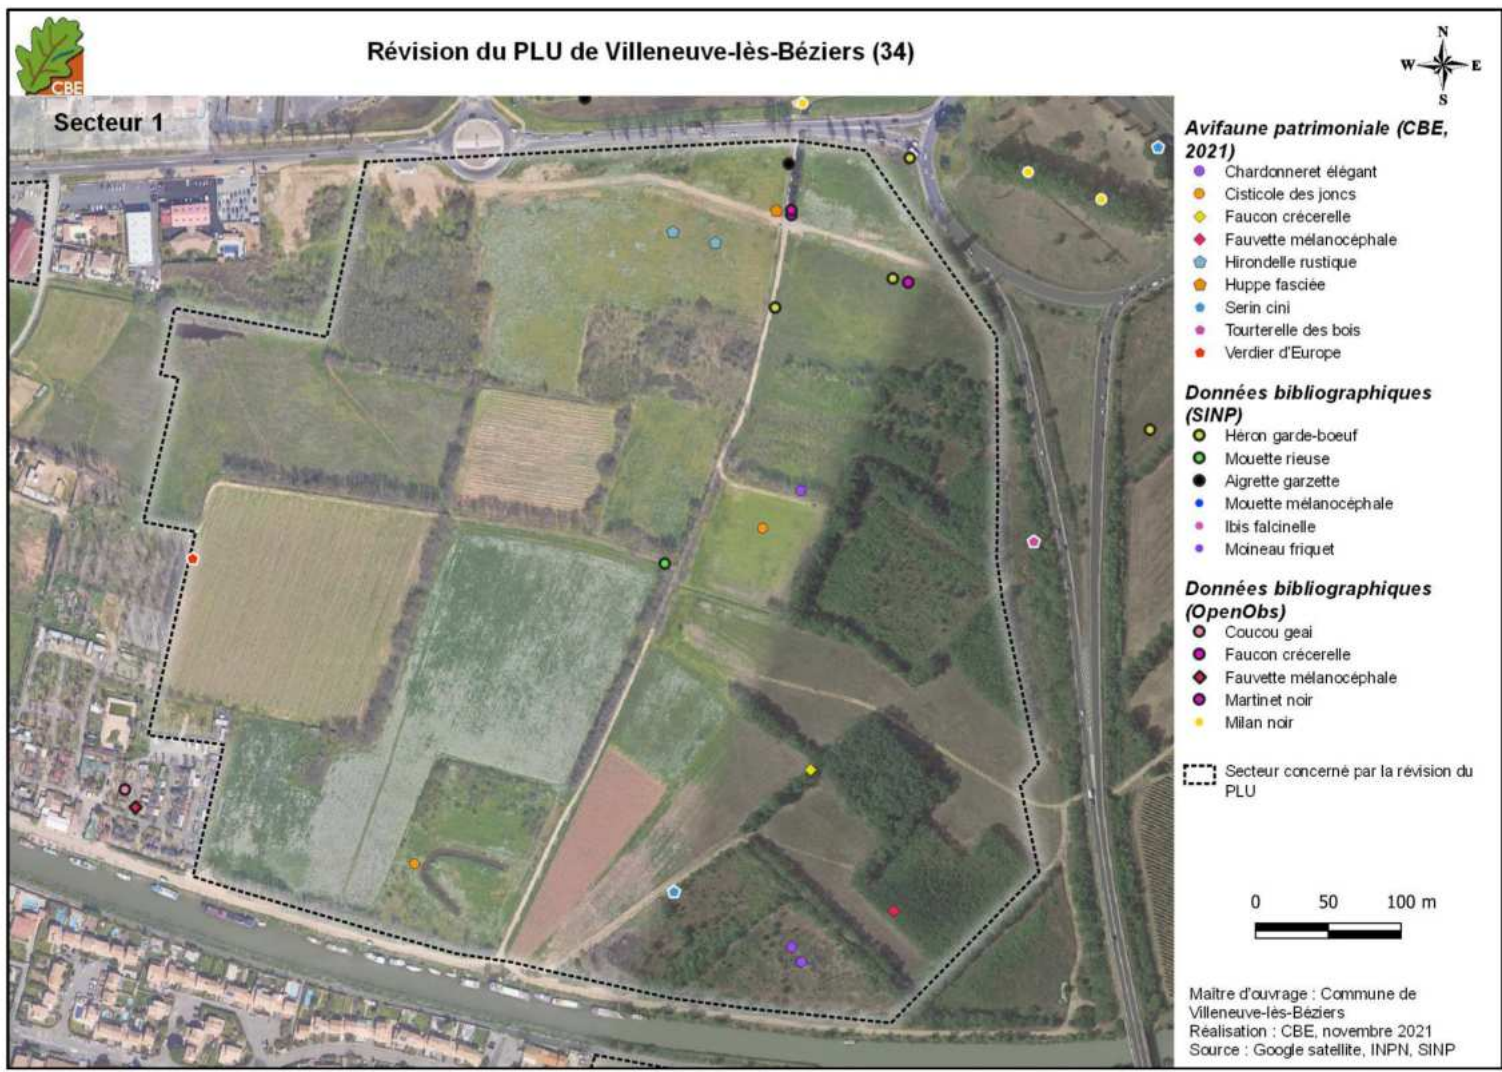 Révision du PLU de Villeneuve-lès-Béziers (34)
CBE
N
W E
S
Secteur 1
Avifaune patrimoniale (CBE,
2021)
Chardonneret élégant
Cisticole des joncs
Faucon crécerelle
Fauvette mélanocéphale
Hirondelle rustique
Huppe fasciée
Serin cini
Tourterelle des bois
Verdier d'Europe
Données bibliographiques
(SINP)
Héron garde-boeuf
Mouette rieuse
Aigrette garzette
Mouette mélanocéphale
Ibis falcinelle
Moineau friquet
Données bibliographiques
(OpenObs)
Coucou geai
Faucon crécerelle
Fauvette mélanocéphale
Martinet noir
Milan noir
Secteur concerné par la révision du
PLU
0 50 100 m
Maître d'ouvrage : Commune de
Villeneuve-lès-Béziers
Réalisation : CBE, novembre 2021
Source : Google satellite, INPN, SINP